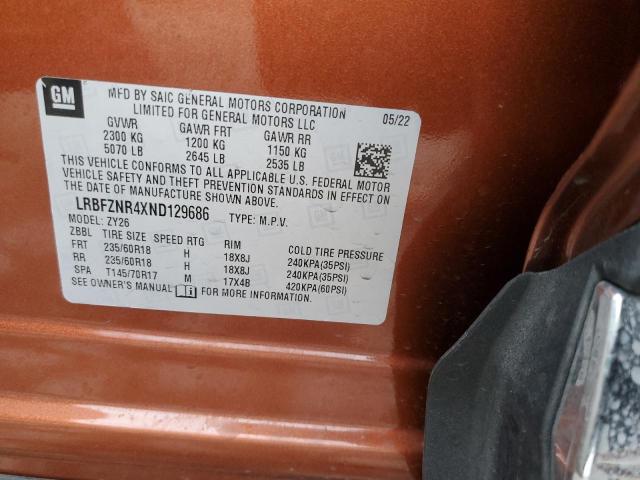 GM
MFD BY SAIC GENERAL MOTORS CORPORATION
LIMITED FOR GENERAL MOTORS LLC
05/22
GVWR GAWR FRT GAWR RR
2300 KG 1200 KG 1150 KG
5070 LB 2645 LB 2535 LB
THIS VEHICLE CONFORMS TO ALL APPLICABLE U.S. FEDERAL MOTOR
VEHICLE SAFETY AND THEFT PREVENTION STANDARDS IN EFFECT ON
THE DATE OF MANUFACTURE SHOWN ABOVE.
LRBFZNR4XND129686 TYPE: M.P.V.
MODEL: ZY26
ZBBL TIRE SIZE SPEED RTG RIM COLD TIRE PRESSURE
FRT 235/60R18 H 18X8J 240KPA(35PSI)
RR 235/60R18 H 18X8J 240KPA(35PSI)
SPA T145/70R17 M 17X4B 420KPA(60PSI)
SEE OWNER'S MANUAL FOR MORE INFORMATION